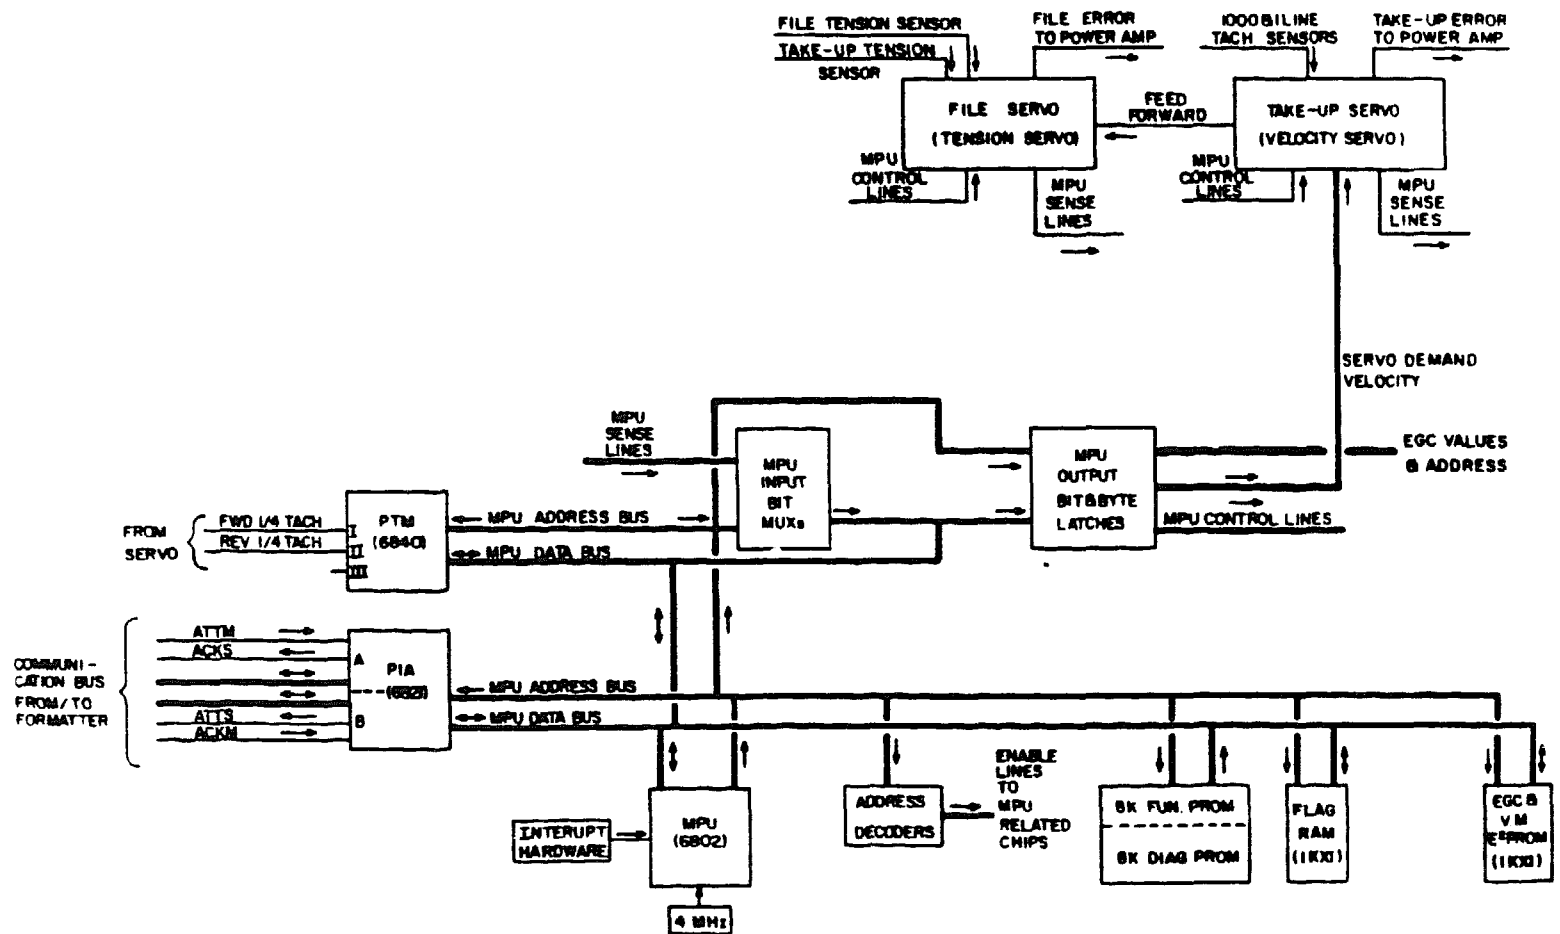 FILE TENSION SENSOR
TAKE-UP TENSION
SENSOR
FILE ERROR
TO POWER AMP
1000 BI LINE
TACH SENSORS
TAKE-UP ERROR
TO POWER AMP
FILE SERVO
(TENSION SERVO)
FEED
FORWARD
TAKE-UP SERVO
(VELOCITY SERVO)
MPU
CONTROL
LINES
MPU
SENSE
LINES
MPU
CONTROL
LINES
MPU
SENSE
LINES
SERVO DEMAND
VELOCITY
MPU
SENSE
LINES
MPU
INPUT
BIT
MUXs
MPU
OUTPUT
BIT & BYTE
LATCHES
EGC VALUES
& ADDRESS
MPU CONTROL LINES
FROM
SERVO
FWD 1/4 TACH
REV 1/4 TACH
I
II
III
PTM
(6840)
MPU ADDRESS BUS
MPU DATA BUS
COMMUNI-
CATION BUS
FROM/TO
FORMATTER
ATTM
ACKS
ATTS
ACKM
A
B
PIA
(6821)
MPU ADDRESS BUS
MPU DATA BUS
INTERUPT
HARDWARE
MPU
(6802)
4 MHz
ADDRESS
DECODERS
ENABLE
LINES
TO
MPU
RELATED
CHIPS
8K FUN. PROM
8K DIAG PROM
FLAG
RAM
(1KX1)
EGC &
VM
E²PROM
(1KX1)